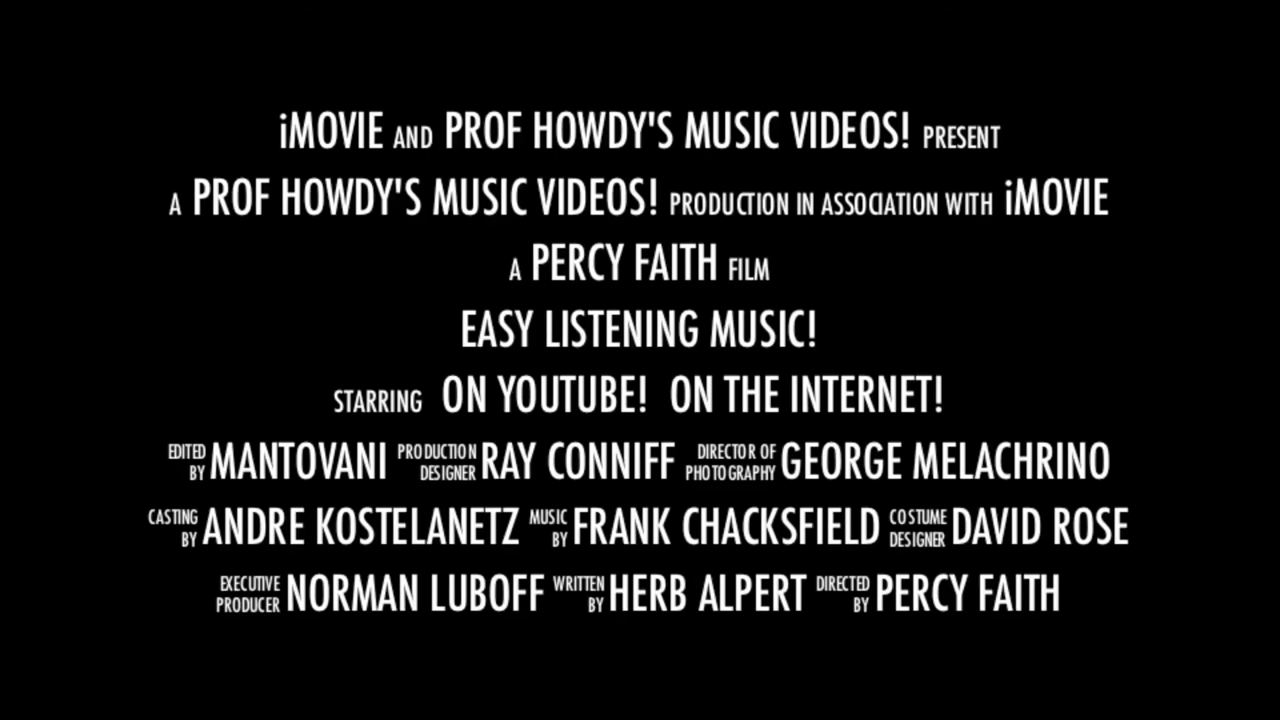 iMOVIE AND PROF HOWDY'S MUSIC VIDEOS! PRESENT
A PROF HOWDY'S MUSIC VIDEOS! PRODUCTION IN ASSOCIATION WITH iMOVIE
A PERCY FAITH FILM
EASY LISTENING MUSIC!
STARRING ON YOUTUBE! ON THE INTERNET!
EDITED BY MANTOVANI PRODUCTION DESIGNER RAY CONNIFF DIRECTOR OF PHOTOGRAPHY GEORGE MELACHRINO
CASTING BY ANDRE KOSTELANETZ MUSIC BY FRANK CHACKSFIELD COSTUME DESIGNER DAVID ROSE
EXECUTIVE PRODUCER NORMAN LUBOFF WRITTEN BY HERB ALPERT DIRECTED BY PERCY FAITH